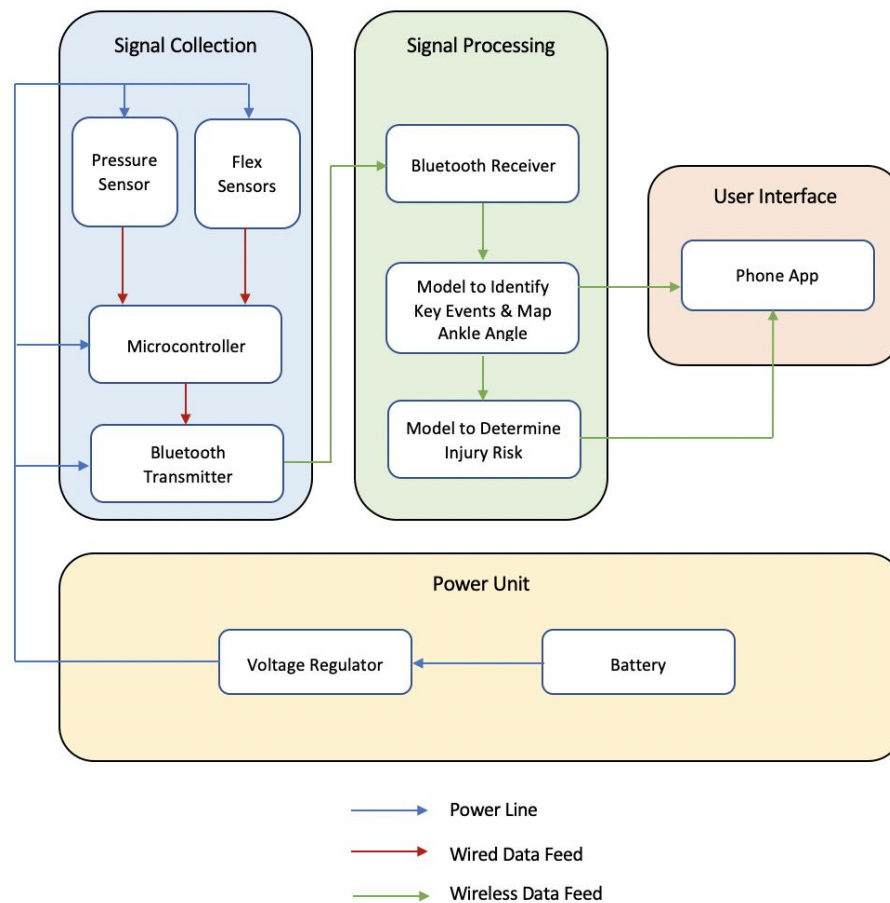 Signal Collection
Signal Processing
Pressure
Sensor
Flex
Sensors
Bluetooth Receiver
User Interface
Model to Identify
Key Events & Map
Ankle Angle
Phone App
Microcontroller
Model to Determine
Injury Risk
Bluetooth
Transmitter
Power Unit
Voltage Regulator
Battery
Power Line
Wired Data Feed
Wireless Data Feed